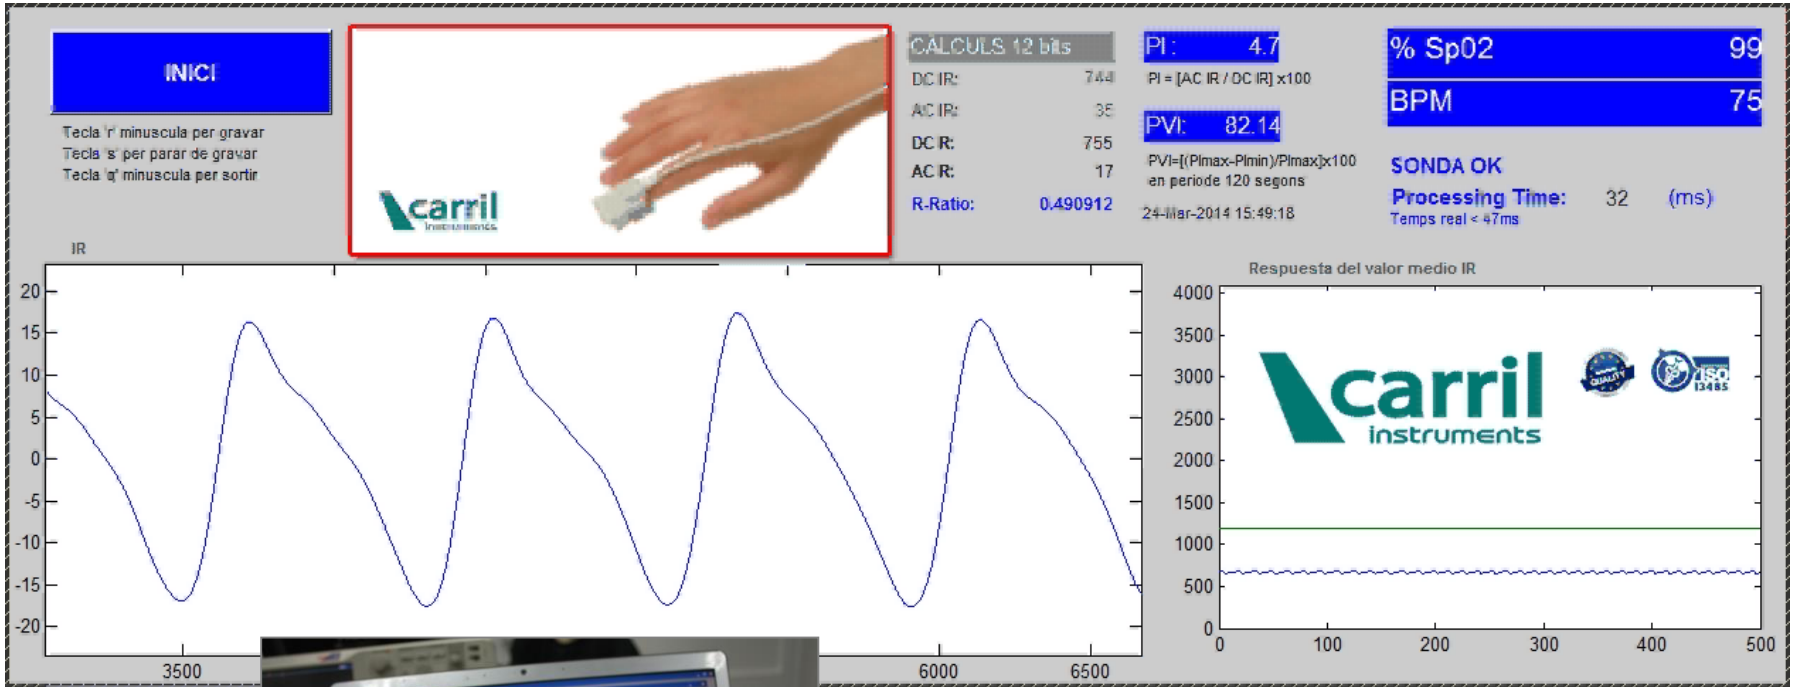 INICI
Tecla 'r' minuscula per gravar
Tecla 's' per parar de gravar
Tecla 'q' minuscula per sortir
carril
instruments
CÀLCULS 12 bits
DC IR: 744
AC IR: 35
DC R: 755
AC R: 17
R-Ratio: 0.490912
PI: 4.7
PI = [AC IR / DC IR] x100
PVI: 82.14
PVI=[(PImax-PImin)/PImax]x100
en periode 120 segons
24-Mar-2014 15:49:18
% Sp02 99
BPM 75
SONDA OK
Processing Time: 32 (ms)
Temps real < 47ms
IR
20
15
10
5
0
-5
-10
-15
-20
3500
6000
6500
Respuesta del valor medio IR
4000
3500
3000
2500
2000
1500
1000
500
0
carril
instruments
QUALITY
ISO
13485
0 100 200 300 400 500